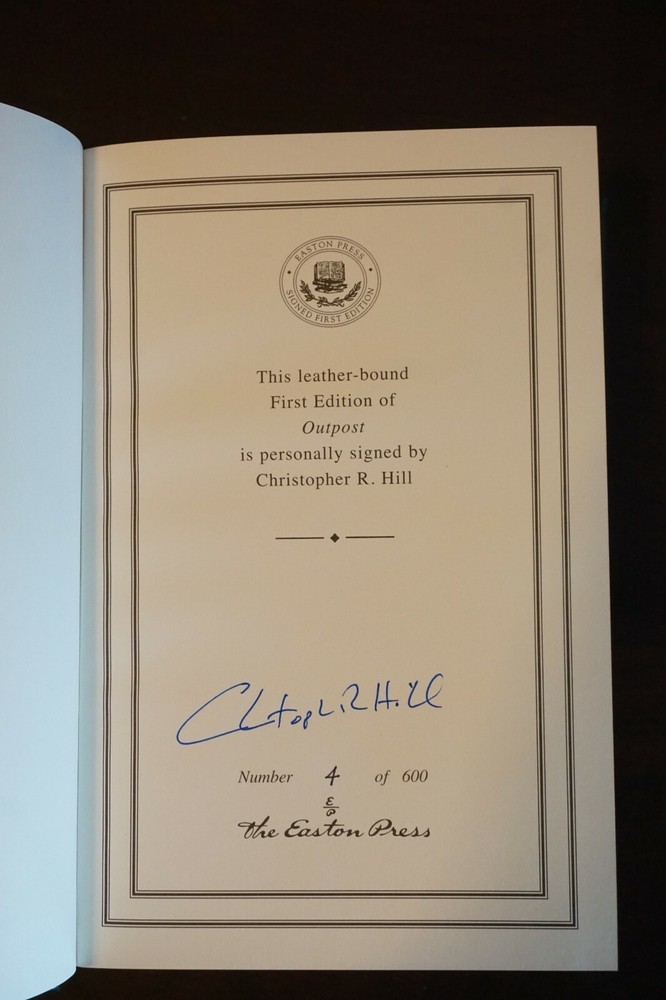 EASTON PRESS
SIGNED FIRST EDITION
This leather-bound
First Edition of
Outpost
is personally signed by
Christopher R. Hill
Christoph R Hill
Number 4 of 600
E
P
The Easton Press